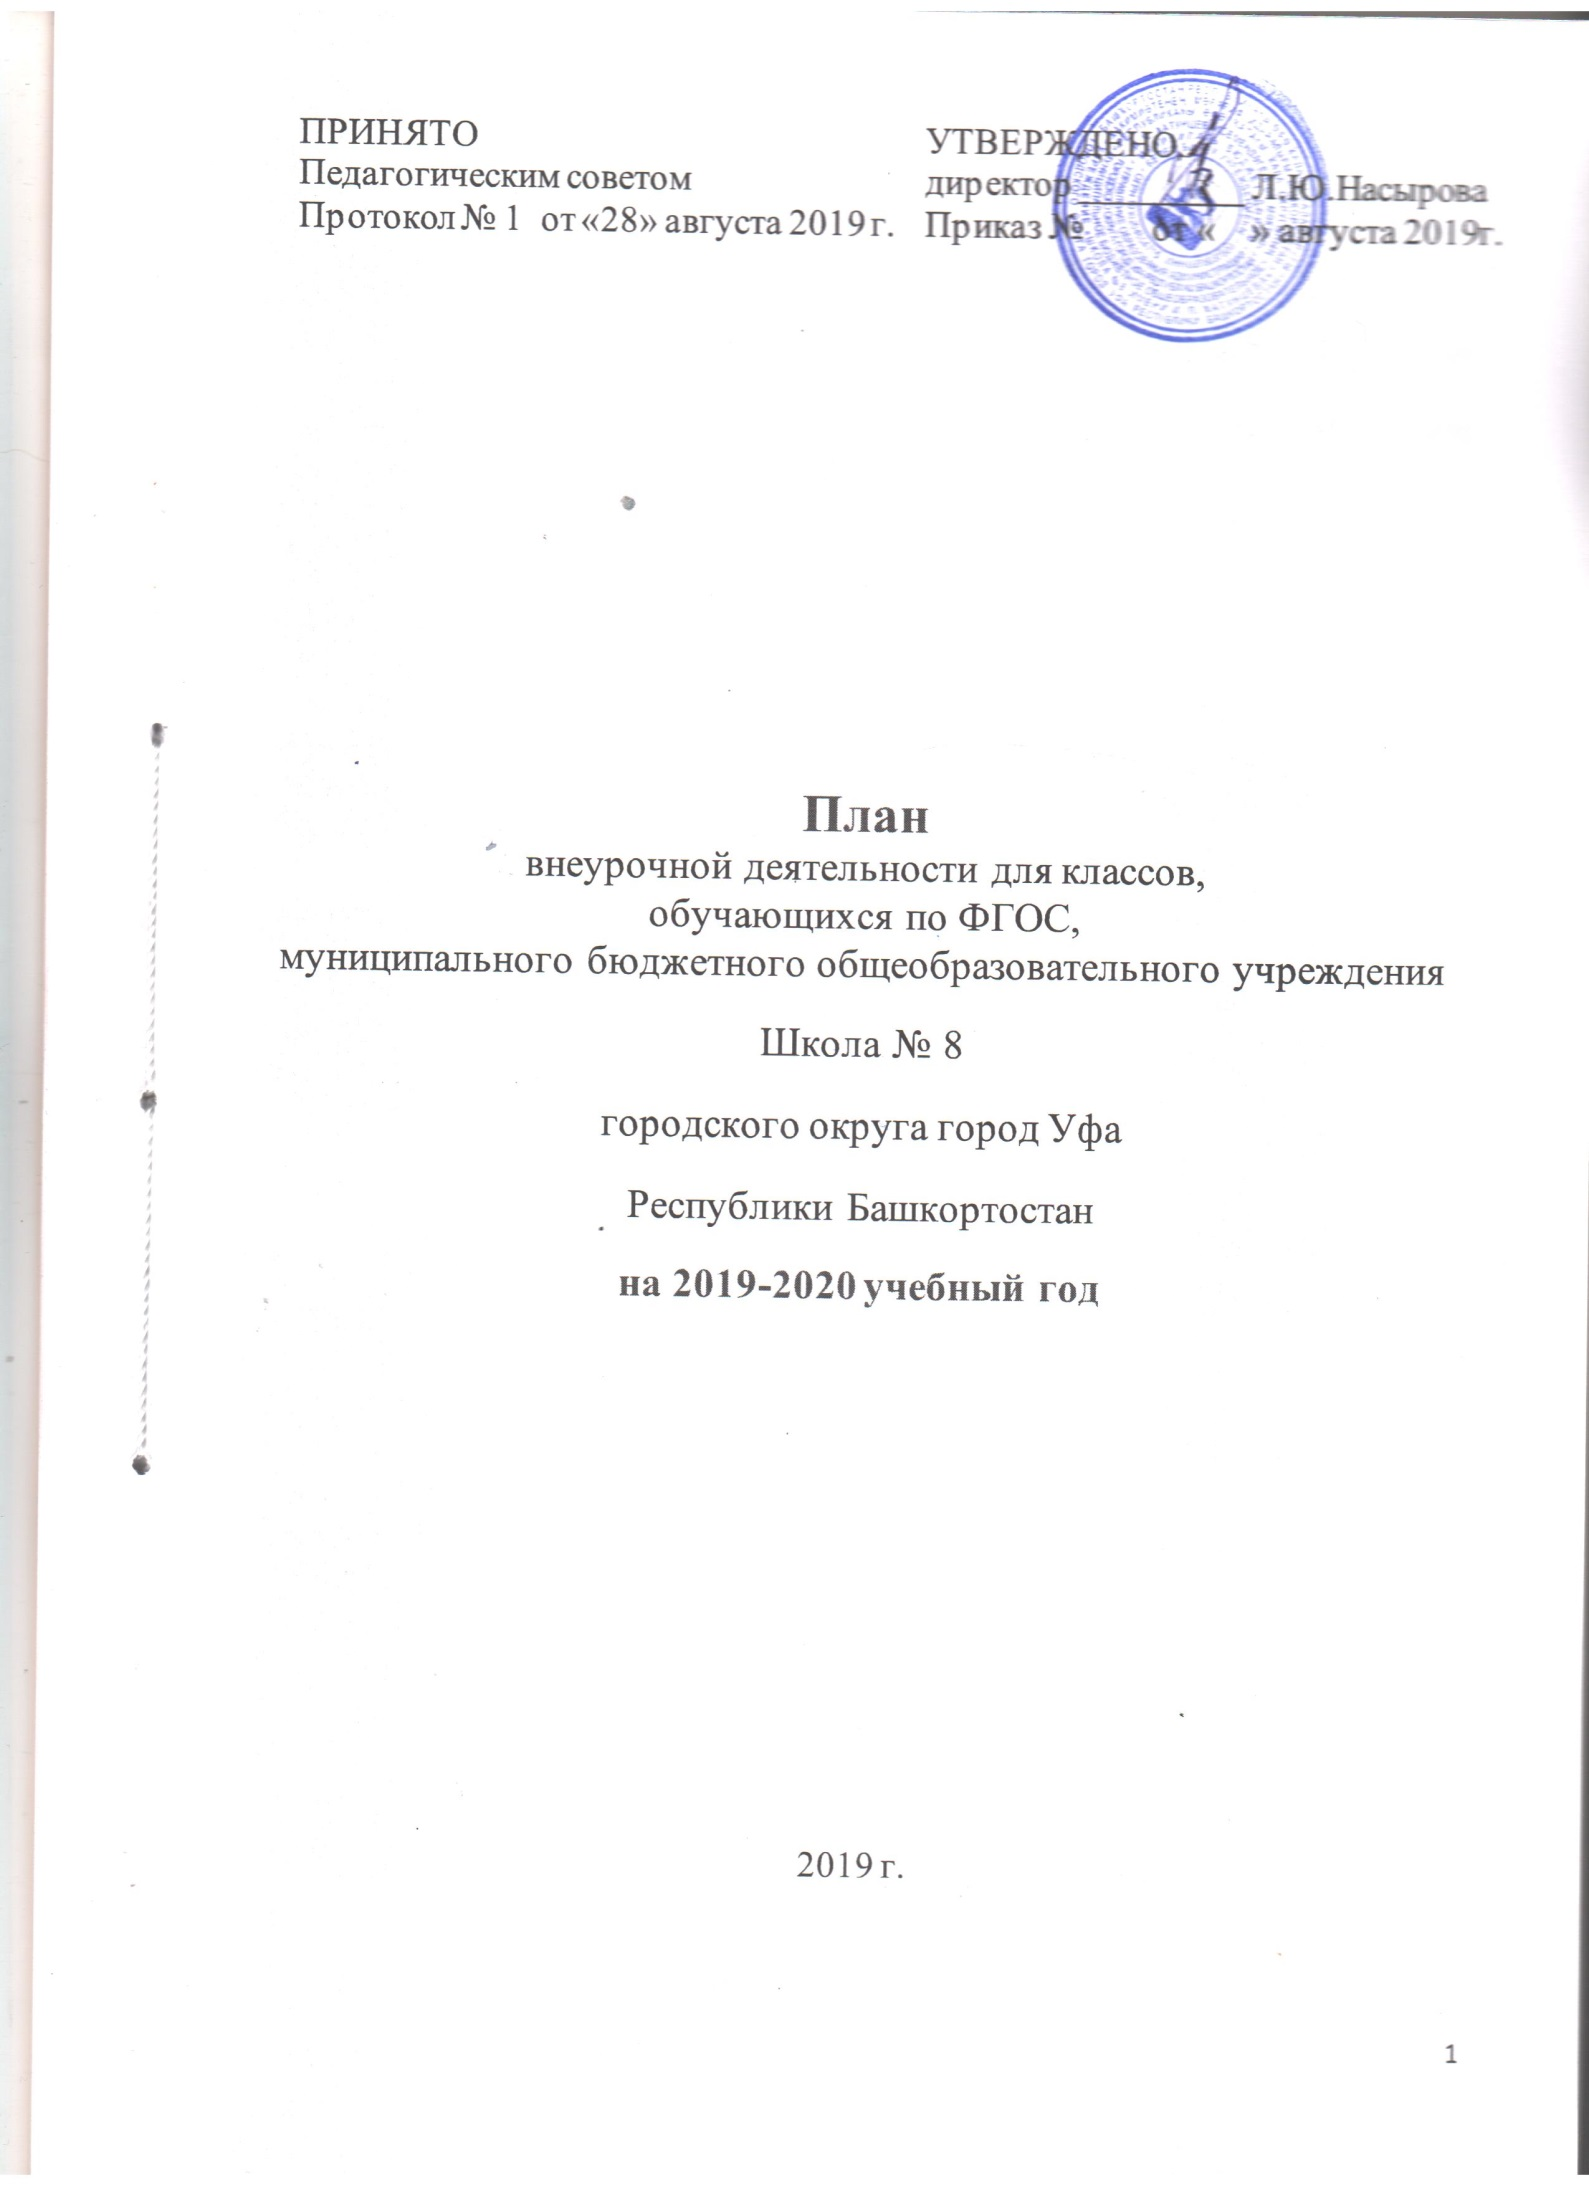 ПРИНЯТО
Педагогическим советом
Протокол № 1 от «28» августа 2019 г.
УТВЕРЖДЕНО
директор__________ Л.Ю.Насырова
Приказ № от « » августа 2019г.
План
внеурочной деятельности для классов,
обучающихся по ФГОС,
муниципального бюджетного общеобразовательного учреждения
Школа № 8
городского округа город Уфа
Республики Башкортостан
на 2019-2020 учебный год
2019 г.
1